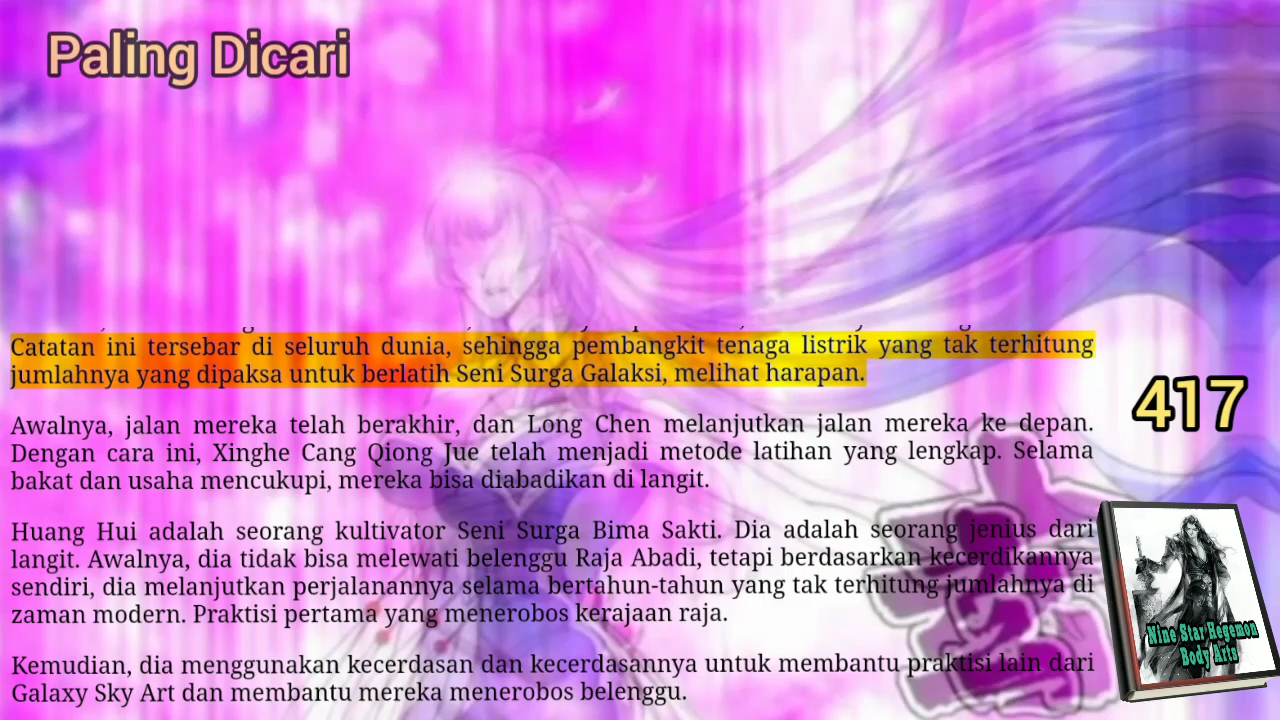 Paling Dicari
Catatan ini tersebar di seluruh dunia, sehingga pembangkit tenaga listrik yang tak terhitung
jumlahnya yang dipaksa untuk berlatih Seni Surga Galaksi, melihat harapan.
Awalnya, jalan mereka telah berakhir, dan Long Chen melanjutkan jalan mereka ke depan.
Dengan cara ini, Xinghe Cang Qiong Jue telah menjadi metode latihan yang lengkap. Selama
bakat dan usaha mencukupi, mereka bisa diabadikan di langit.
417
Huang Hui adalah seorang kultivator Seni Surga Bima Sakti. Dia adalah seorang jenius dari
langit. Awalnya, dia tidak bisa melewati belenggu Raja Abadi, tetapi berdasarkan kecerdikannya
sendiri, dia melanjutkan perjalanannya selama bertahun-tahun yang tak terhitung jumlahnya di
zaman modern. Praktisi pertama yang menerobos kerajaan raja.
Kemudian, dia menggunakan kecerdasan dan kecerdasannya untuk membantu praktisi lain dari
Galaxy Sky Art dan membantu mereka menerobos belenggu.
Nine Star Hegemon
Body Arts